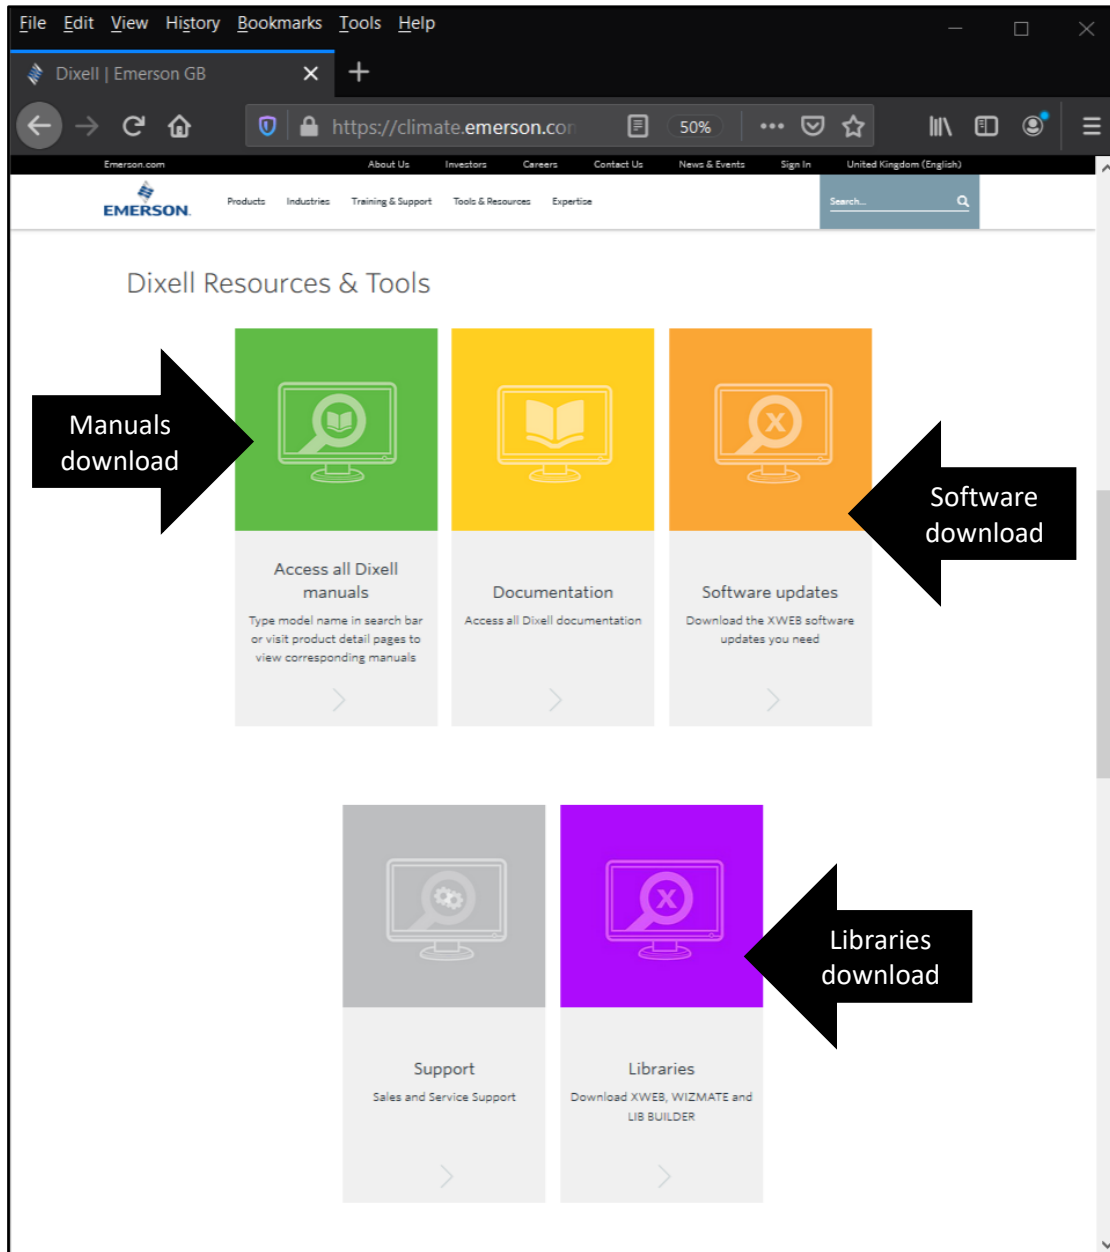 File Edit View History Bookmarks Tools Help
Dixell | Emerson GB
https://climate.emerson.con
50%
Emerson.com About Us Investors Careers Contact Us News & Events Sign In United Kingdom (English)
EMERSON. Products Industries Training & Support Tools & Resources Expertise Search...
Dixell Resources & Tools
Manuals
download
Software
download
Access all Dixell
manuals
Type model name in search bar
or visit product detail pages to
view corresponding manuals
Documentation
Access all Dixell documentation
Software updates
Download the XWEB software
updates you need
Libraries
download
Support
Sales and Service Support
Libraries
Download XWEB, WIZMATE and
LIB BUILDER